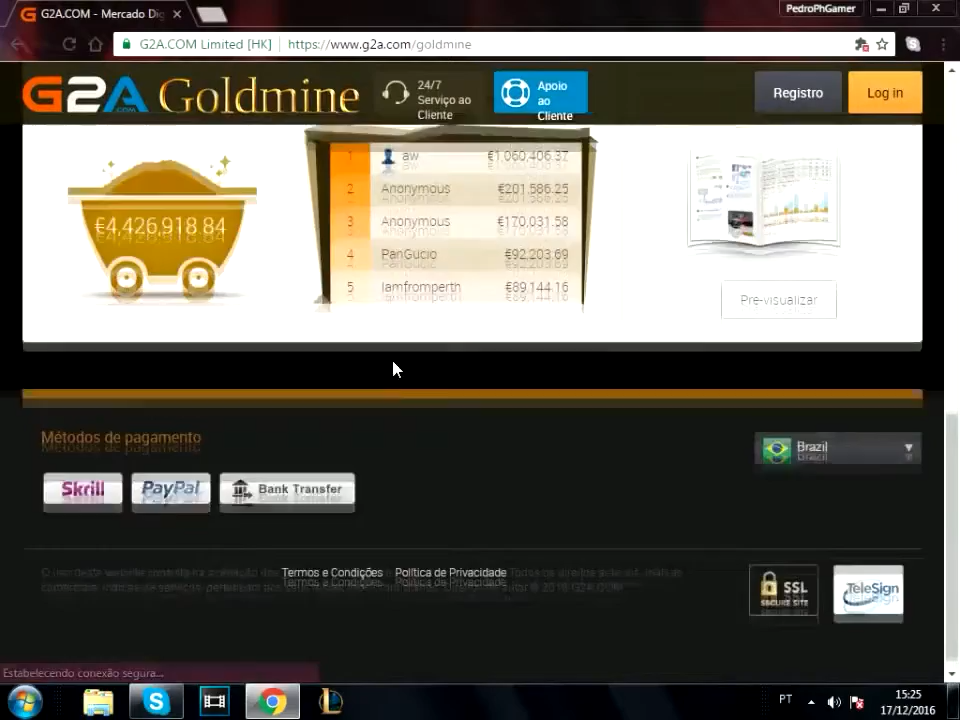 G2A.COM - Mercado Dig
PedroPhGamer
G2A.COM Limited [HK]
https://www.g2a.com/goldmine
G2A.COM Goldmine
24/7
Serviço ao
Cliente
Apoio
ao
Cliente
Registro
Log in
€4,426,918.84
1 aw €1,060,406.37
2 Anonymous €201,586.25
3 Anonymous €170,031.58
4 PanGucio €92,203.69
5 Iamfromperth €89,144.16
Pre-visualizar
Métodos de pagamento
Brazil
Skrill
PayPal
Bank Transfer
Termos e Condições Política de Privacidade
SSL
SECURE SITE
TeleSign
Estabelecendo conexão segura...
PT
15:25
17/12/2016